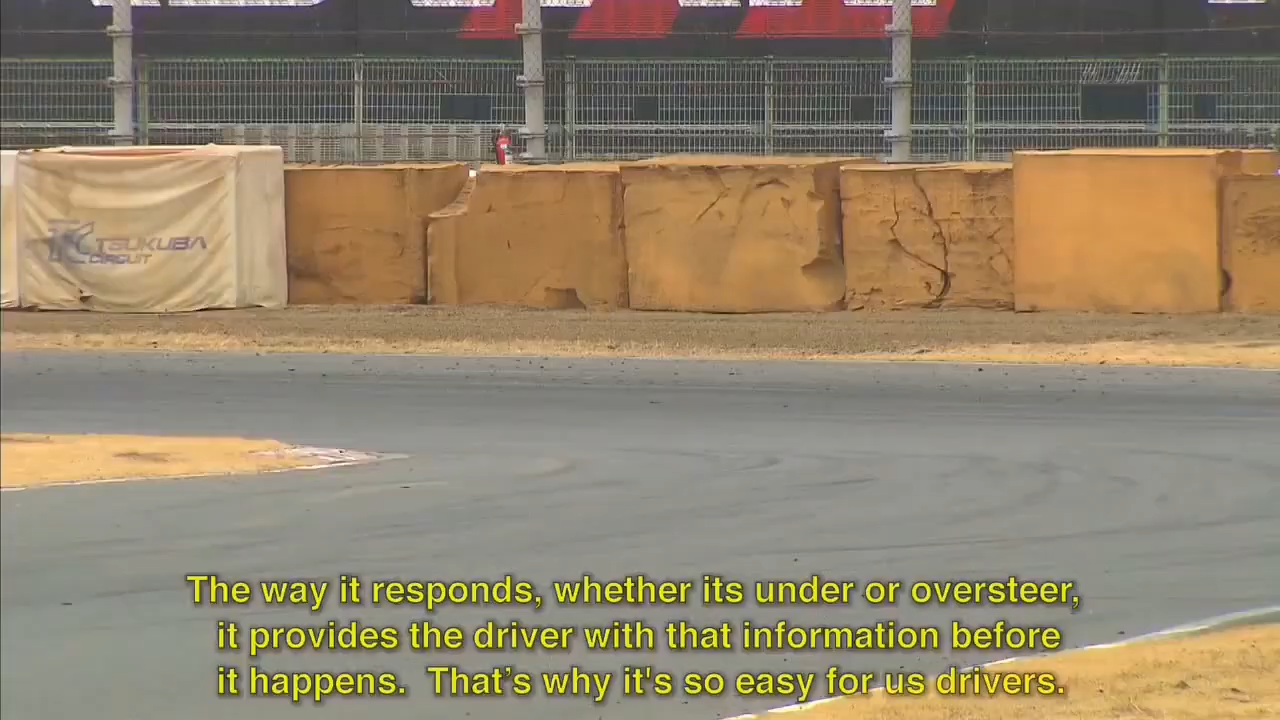 TSUKUBA
CIRCUIT
The way it responds, whether its under or oversteer,
it provides the driver with that information before
it happens.  That’s why it's so easy for us drivers.